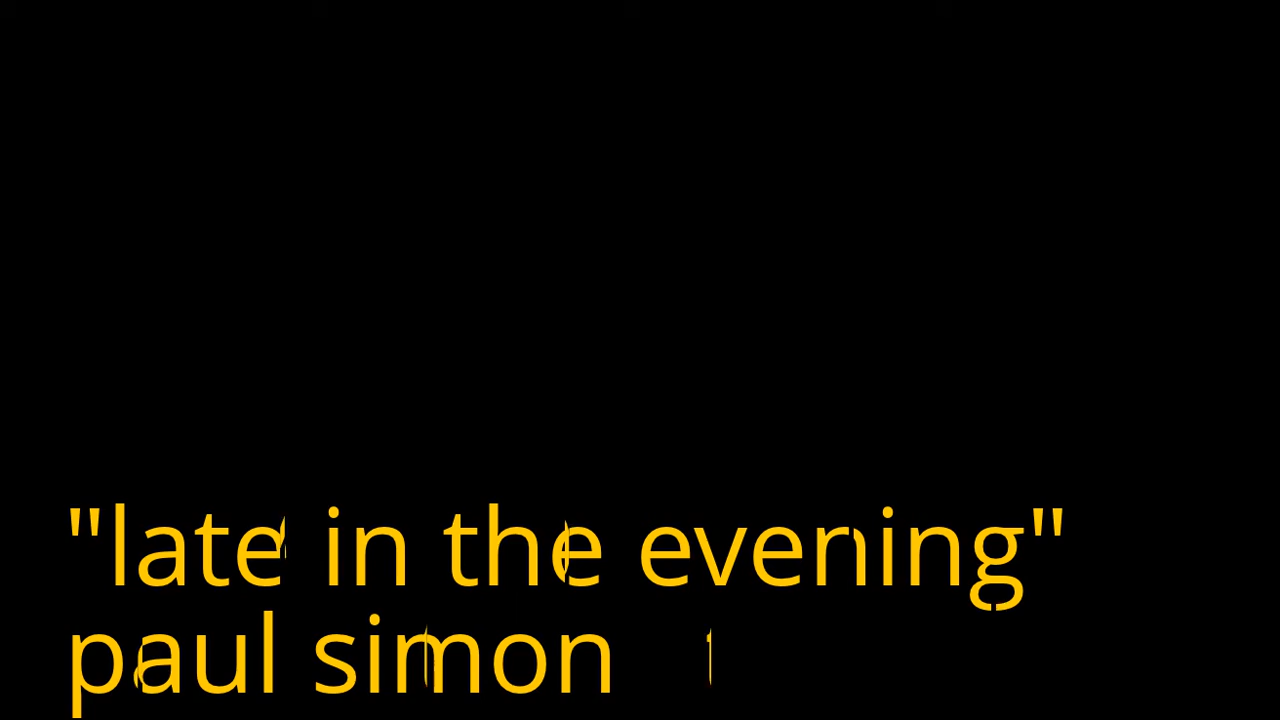 "late in the evening"
paul simon